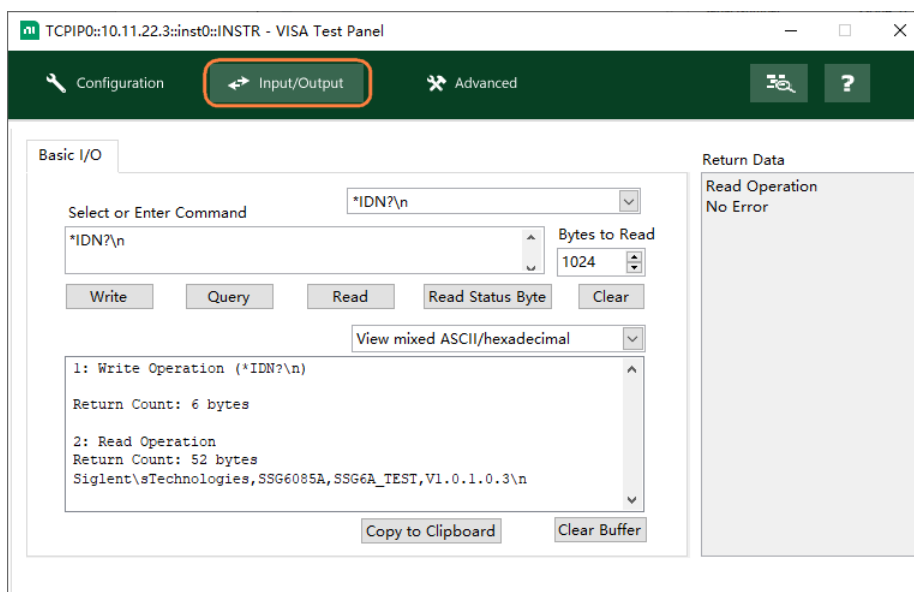 TCPIP0::10.11.22.3::inst0::INSTR - VISA Test Panel
Configuration
Input/Output
Advanced
?
Basic I/O
Return Data
Read Operation
No Error
Select or Enter Command
*IDN?\n
*IDN?\n
Bytes to Read
1024
Write
Query
Read
Read Status Byte
Clear
View mixed ASCII/hexadecimal
1: Write Operation (*IDN?\n)
Return Count: 6 bytes
2: Read Operation
Return Count: 52 bytes
Siglent\sTechnologies,SSG6085A,SSG6A_TEST,V1.0.1.0.3\n
Copy to Clipboard
Clear Buffer